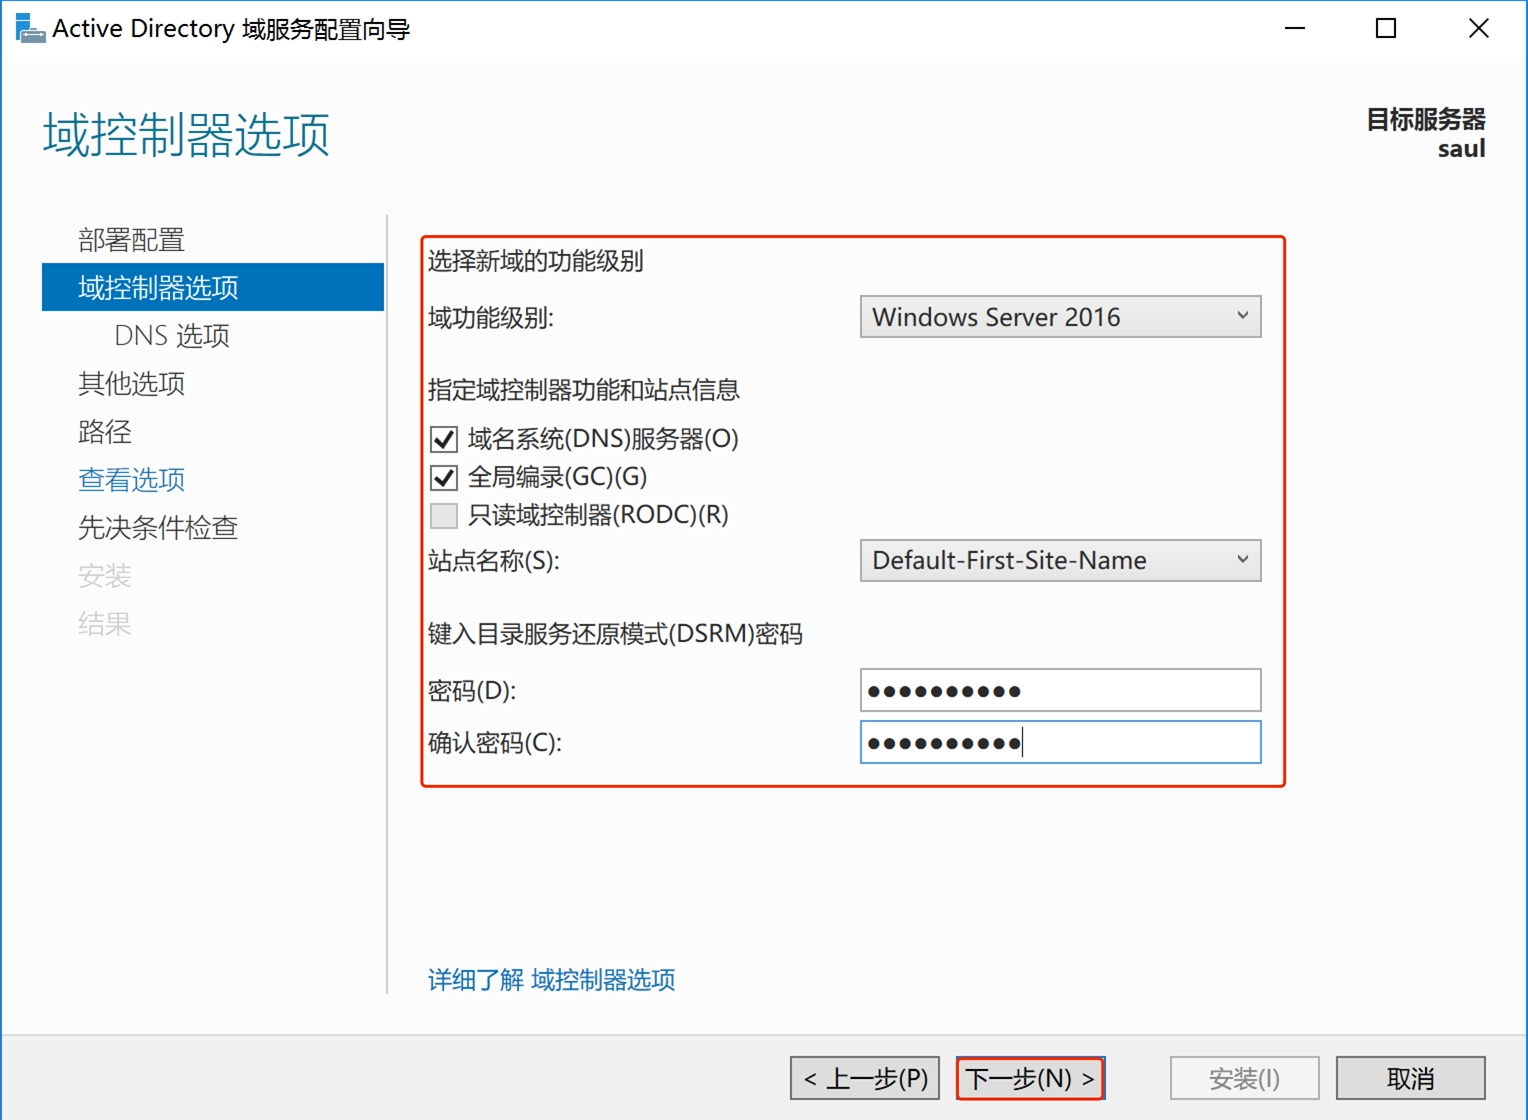 Active Directory 域服务配置向导
域控制器选项
目标服务器
saul
部署配置
域控制器选项
DNS 选项
其他选项
路径
查看选项
先决条件检查
安装
结果
选择新域的功能级别
域功能级别:
Windows Server 2016
指定域控制器功能和站点信息
域名系统(DNS)服务器(O)
全局编录(GC)(G)
只读域控制器(RODC)(R)
站点名称(S):
Default-First-Site-Name
键入目录服务还原模式(DSRM)密码
密码(D):
●●●●●●●●●●
确认密码(C):
●●●●●●●●●●
详细了解 域控制器选项
< 上一步(P)
下一步(N) >
安装(I)
取消